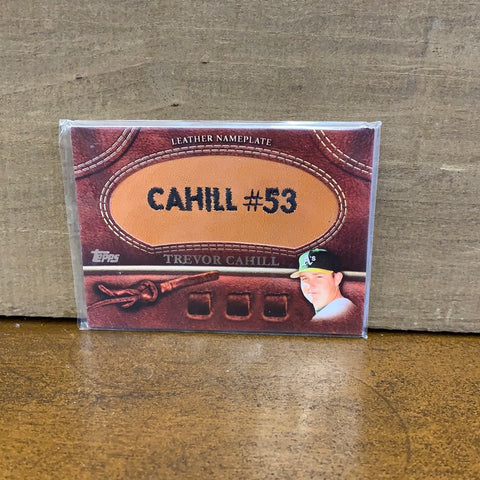 LEATHER NAMEPLATE
CAHILL #53
Topps
TREVOR CAHILL
A's